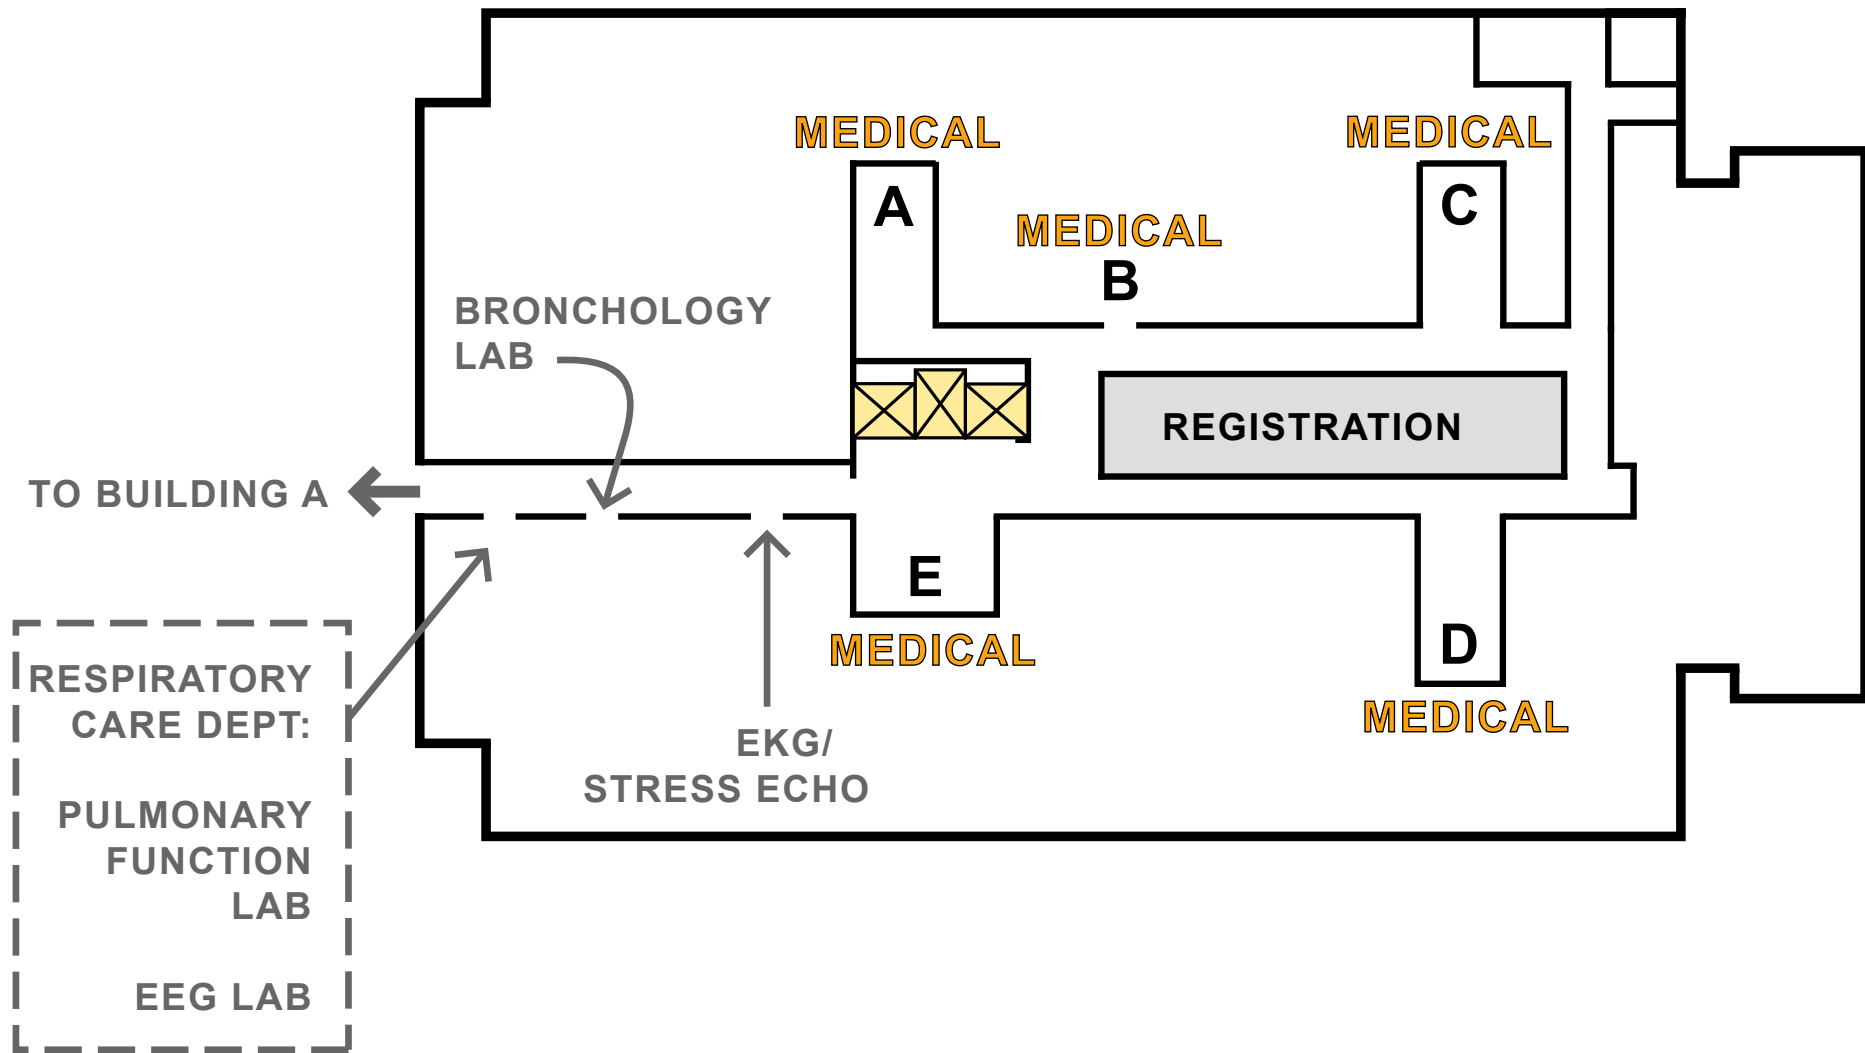 MEDICAL
A
MEDICAL
B
MEDICAL
C
BRONCHOLOGY
LAB
REGISTRATION
TO BUILDING A
E
MEDICAL
D
MEDICAL
RESPIRATORY
CARE DEPT:
PULMONARY
FUNCTION
LAB
EEG LAB
EKG/
STRESS ECHO